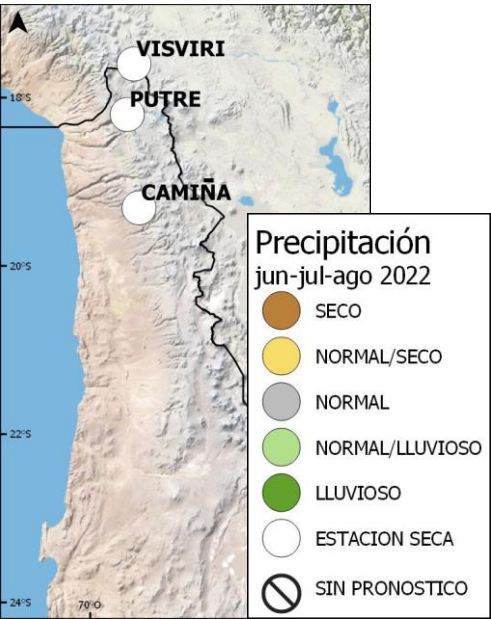 VISVIRI
18°S
PUTRE
CAMIÑA
Precipitación
jun-jul-ago 2022
20°S
SECO
NORMAL/SECO
NORMAL
22°S
NORMAL/LLUVIOSO
LLUVIOSO
ESTACION SECA
SIN PRONOSTICO
24°S
70°O